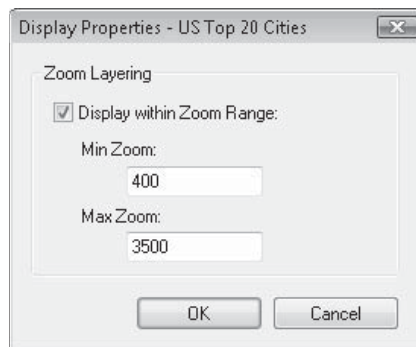 Display Properties - US Top 20 Cities
Zoom Layering
Display within Zoom Range:
Min Zoom:
400
Max Zoom:
3500
OK
Cancel